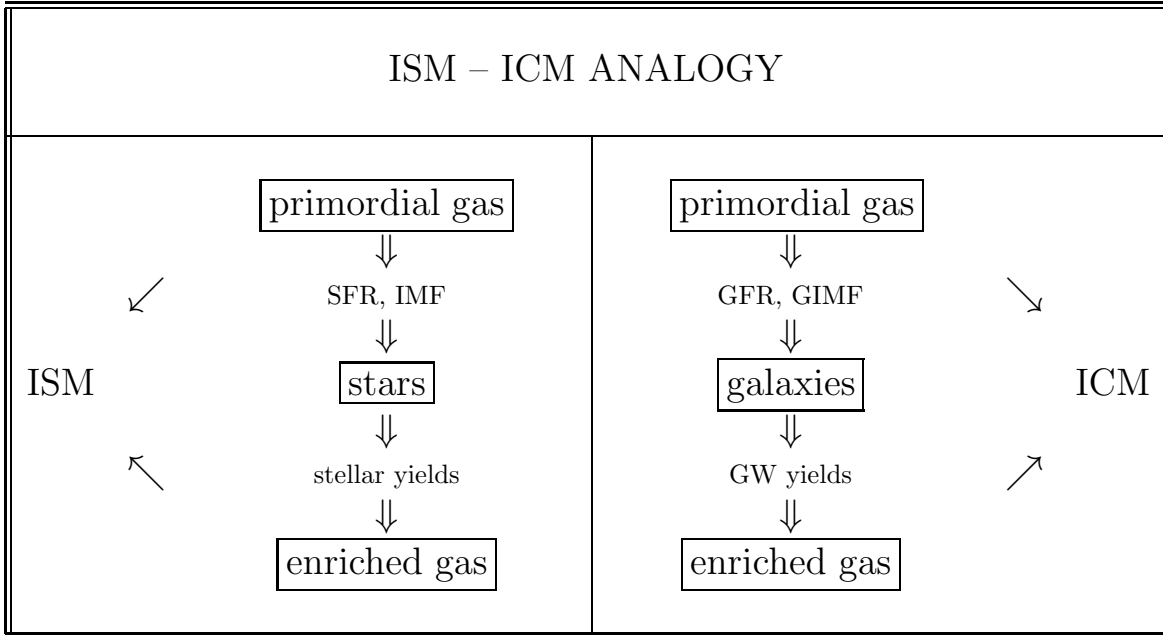 ISM – ICM ANALOGY
primordial gas
⇓
SFR, IMF
⇓
ISM
stars
⇓
stellar yields
⇓
enriched gas
primordial gas
⇓
GFR, GIMF
⇓
galaxies
ICM
⇓
GW yields
⇓
enriched gas